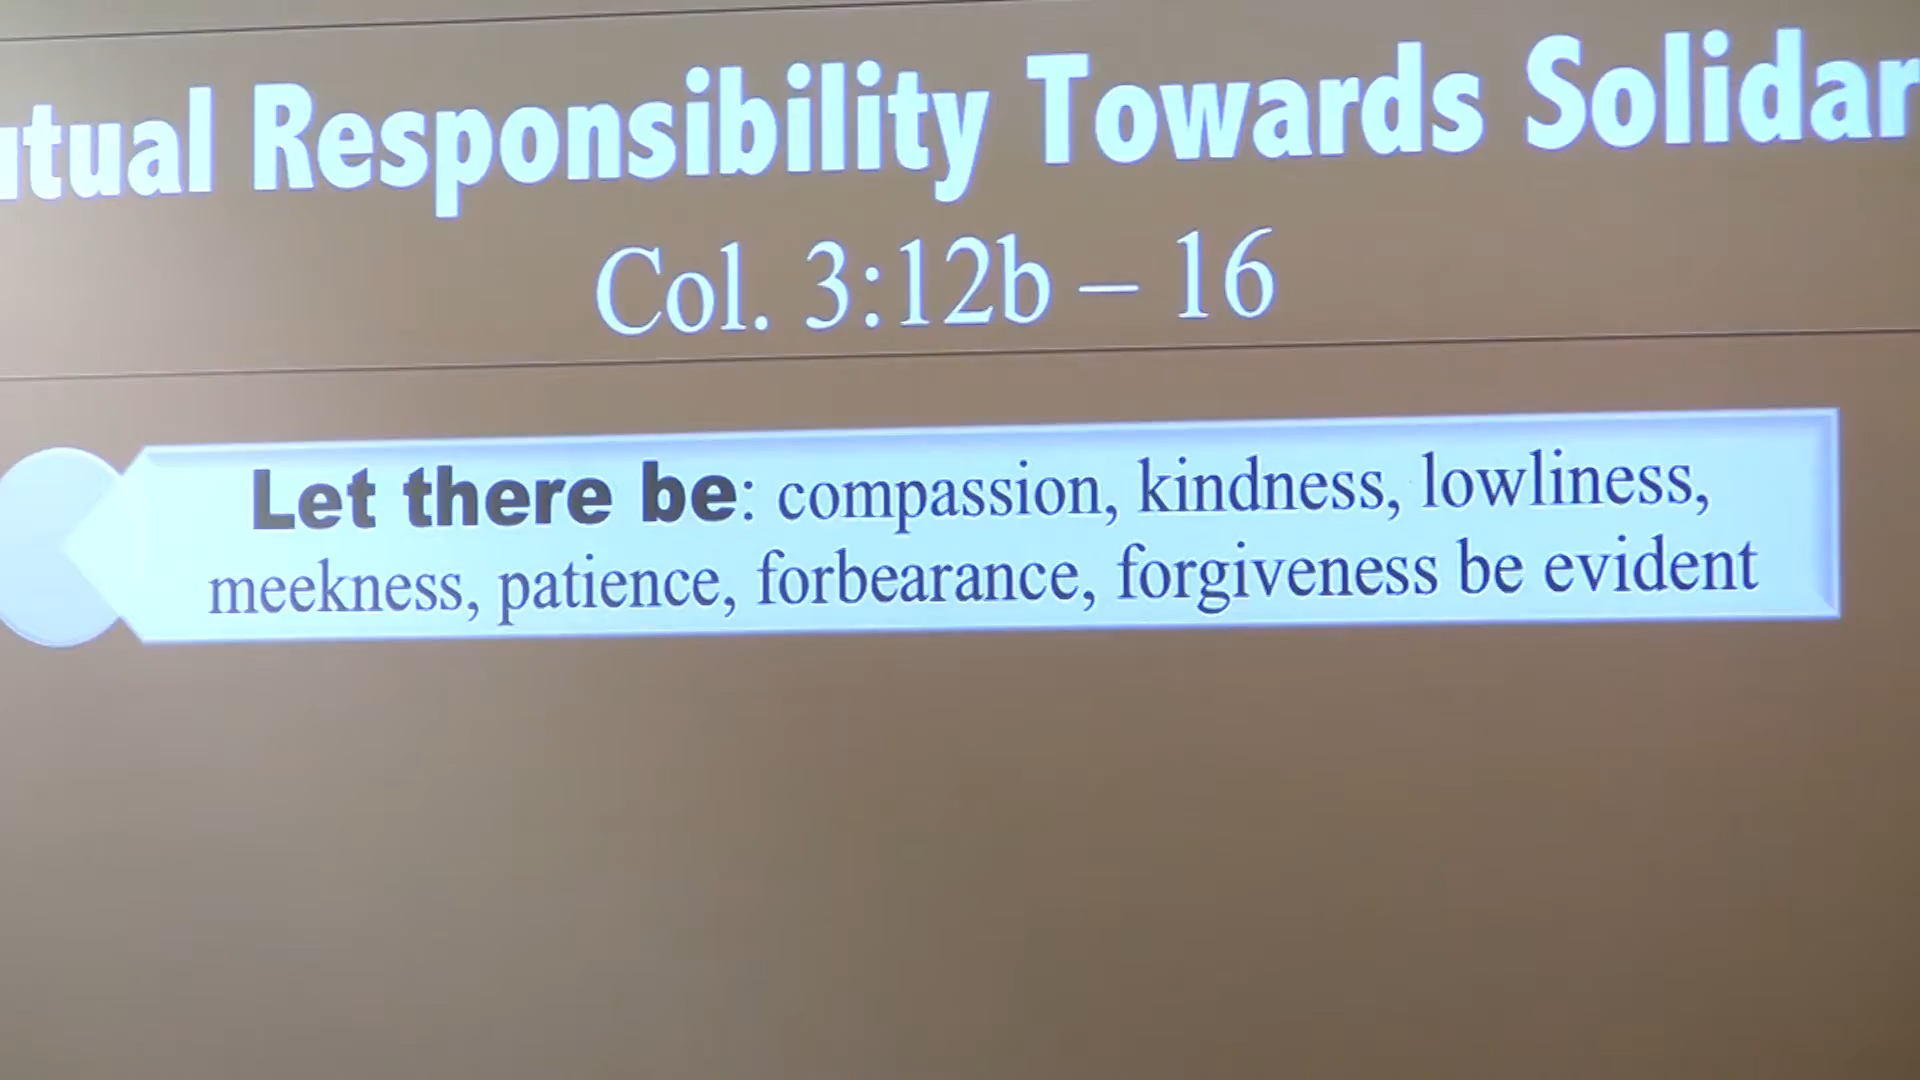 utual Responsibility Towards Solidar
Col. 3:12b – 16
Let there be: compassion, kindness, lowliness,
meekness, patience, forbearance, forgiveness be evident